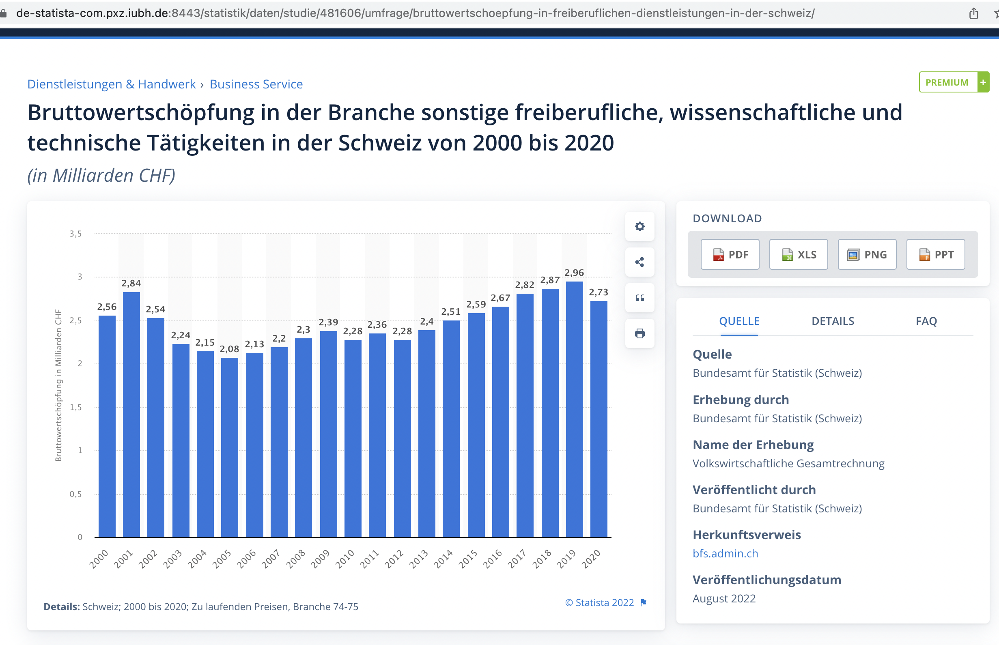 de-statista-com.pxz.iubh.de:8443/statistik/daten/studie/481606/umfrage/bruttowertschoepfung-in-freiberuflichen-dienstleistungen-in-der-schweiz/
Dienstleistungen & Handwerk › Business Service
PREMIUM +
Bruttowertschöpfung in der Branche sonstige freiberufliche, wissenschaftliche und
technische Tätigkeiten in der Schweiz von 2000 bis 2020
(in Milliarden CHF)
Bruttowertschöpfung in Milliarden CHF
3,5
3
2,5
2
1,5
1
0,5
0
2,56
2,84
2,54
2,24
2,15
2,08
2,13
2,2
2,3
2,39
2,28
2,36
2,28
2,4
2,51
2,59
2,67
2,82
2,87
2,96
2,73
2000
2001
2002
2003
2004
2005
2006
2007
2008
2009
2010
2011
2012
2013
2014
2015
2016
2017
2018
2019
2020
Details: Schweiz; 2000 bis 2020; Zu laufenden Preisen, Branche 74-75
© Statista 2022
DOWNLOAD
PDF
XLS
PNG
PPT
QUELLE
DETAILS
FAQ
Quelle
Bundesamt für Statistik (Schweiz)
Erhebung durch
Bundesamt für Statistik (Schweiz)
Name der Erhebung
Volkswirtschaftliche Gesamtrechnung
Veröffentlicht durch
Bundesamt für Statistik (Schweiz)
Herkunftsverweis
bfs.admin.ch
Veröffentlichungsdatum
August 2022